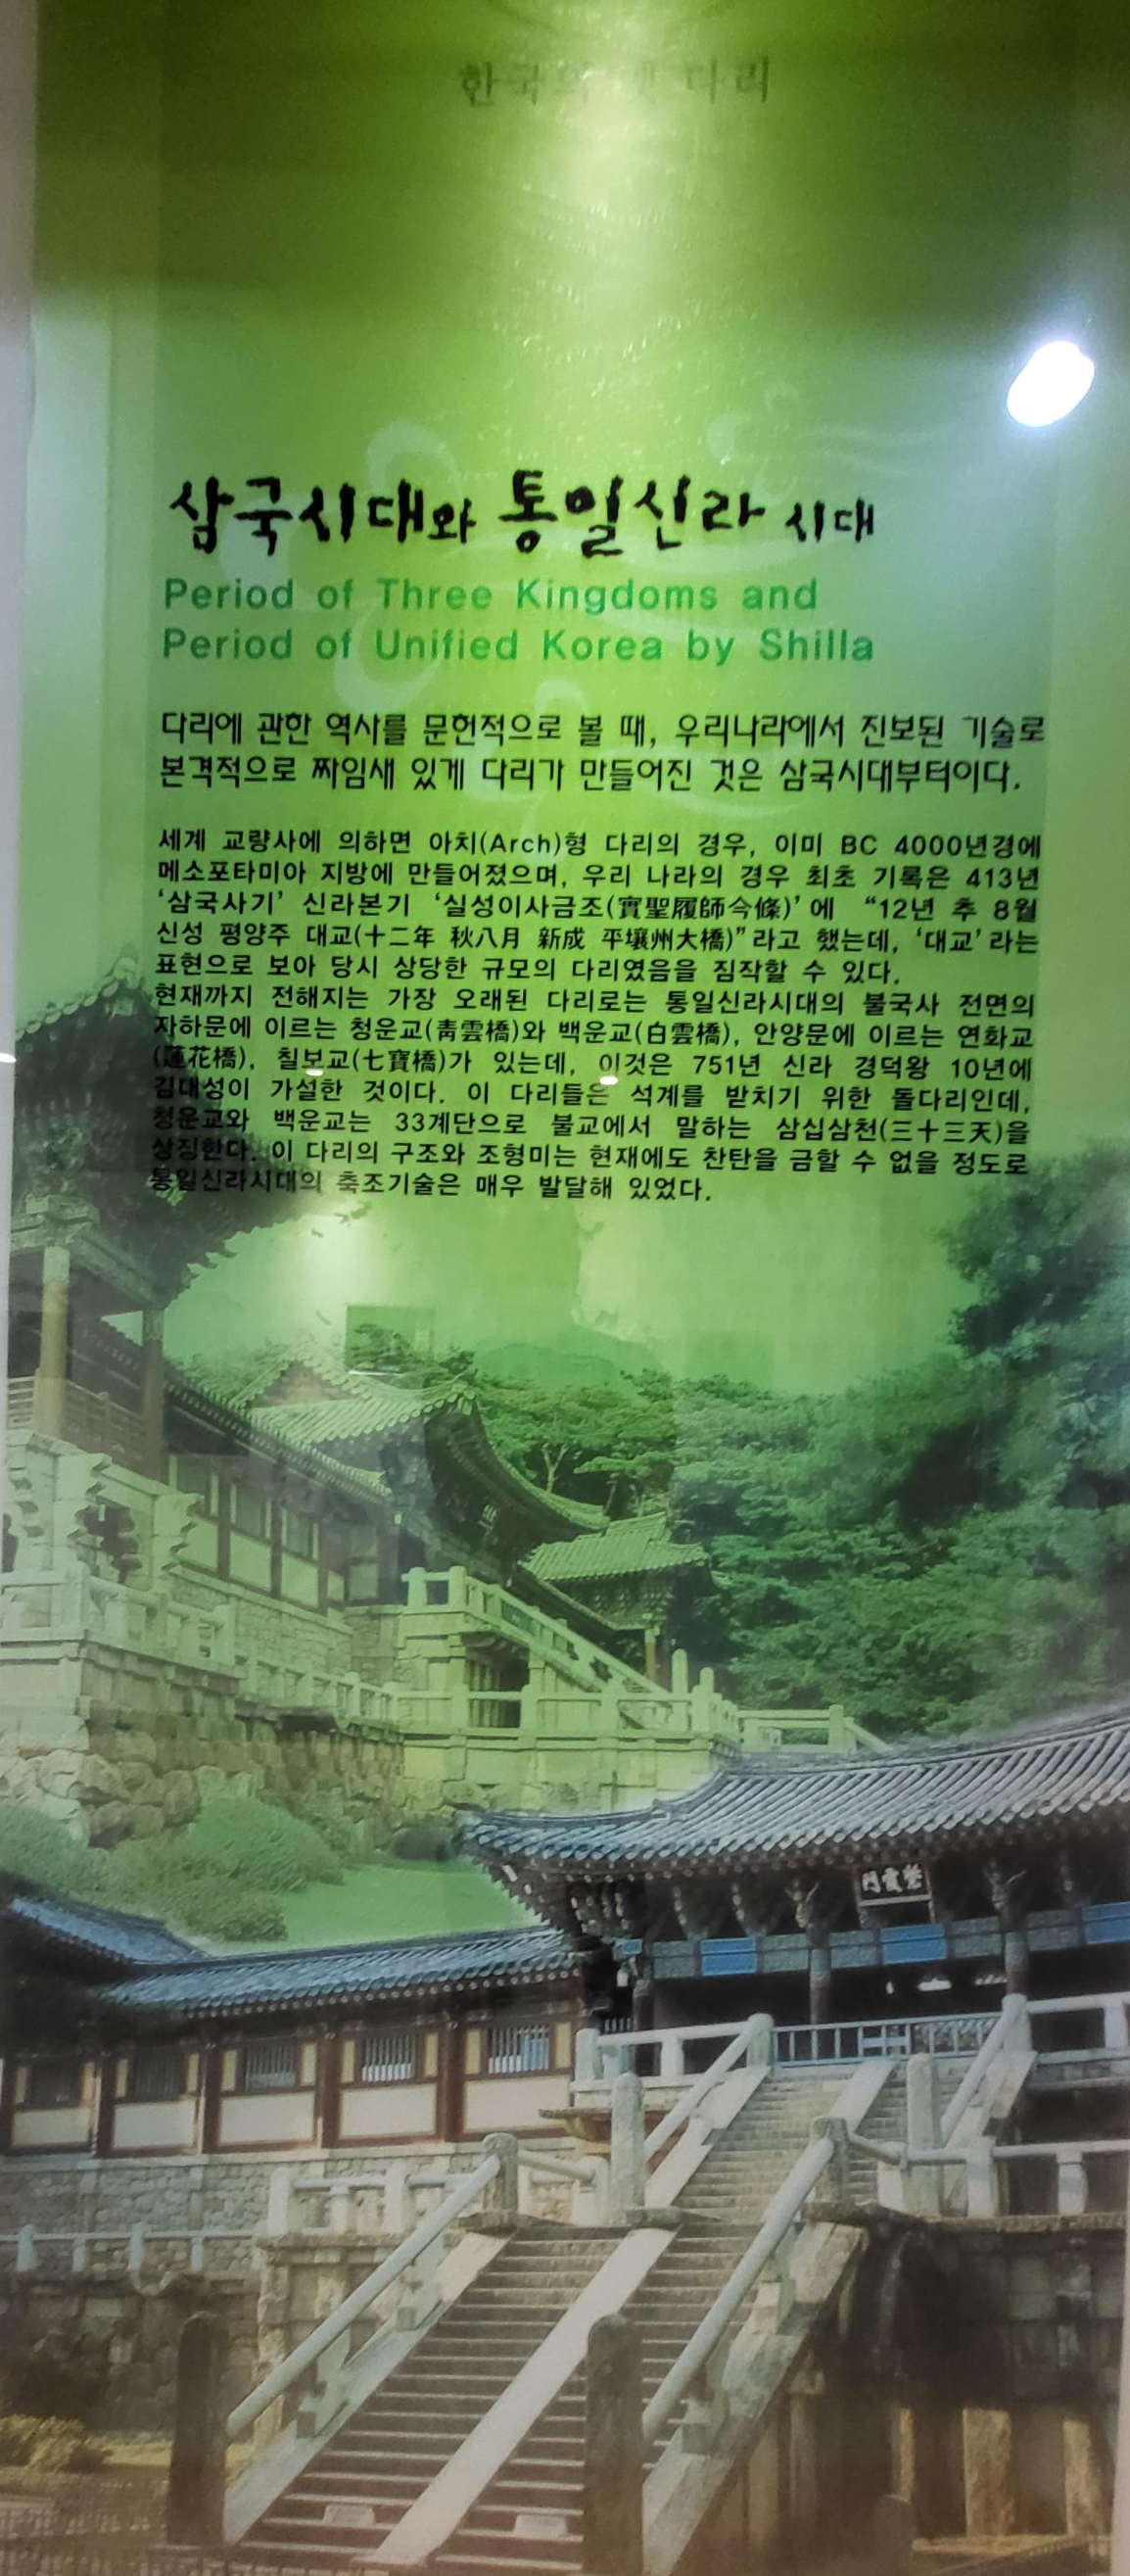 한국의 옛 다리
삼국시대와 통일신라 시대
Period of Three Kingdoms and
Period of Unified Korea by Shilla
다리에 관한 역사를 문헌적으로 볼 때, 우리나라에서 진보된 기술로
본격적으로 짜임새 있게 다리가 만들어진 것은 삼국시대부터이다.
세계 교량사에 의하면 아치(Arch)형 다리의 경우, 이미 BC 4000년경에
메소포타미아 지방에 만들어졌으며, 우리 나라의 경우 최초 기록은 413년
‘삼국사기’ 신라본기 ‘실성이사금조(實聖履師今條)’에 “12년 추 8월
신성 평양주 대교(十二年 秋八月 新成 平壤州大橋)”라고 했는데, ‘대교’라는
표현으로 보아 당시 상당한 규모의 다리였음을 짐작할 수 있다.
현재까지 전해지는 가장 오래된 다리로는 통일신라시대의 불국사 전면의
자하문에 이르는 청운교(靑雲橋)와 백운교(白雲橋), 안양문에 이르는 연화교
(蓮花橋), 칠보교(七寶橋)가 있는데, 이것은 751년 신라 경덕왕 10년에
김대성이 가설한 것이다. 이 다리들은 석계를 받치기 위한 돌다리인데,
청운교와 백운교는 33계단으로 불교에서 말하는 삼십삼천(三十三天)을
상징한다. 이 다리의 구조와 조형미는 현재에도 찬탄을 금할 수 없을 정도로
통일신라시대의 축조기술은 매우 발달해 있었다.
門霞紫